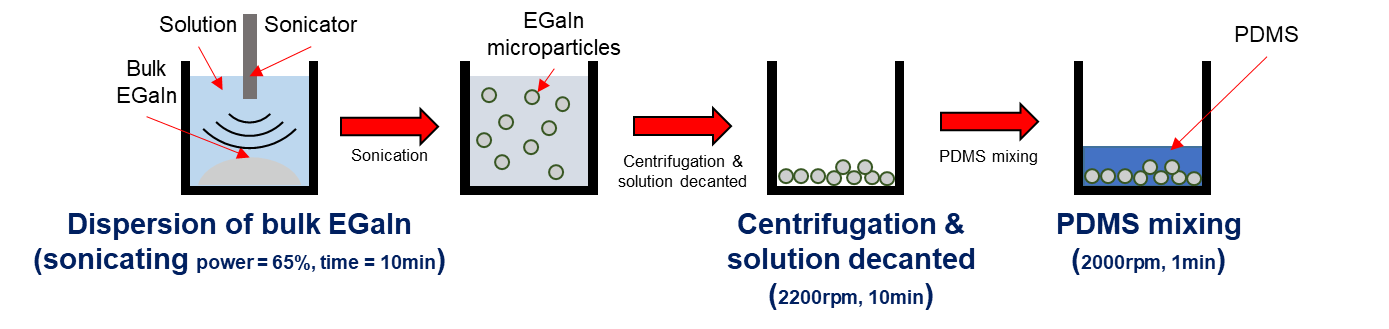 Solution
Sonicator
Bulk
EGaIn
Sonication
EGaIn
microparticles
Centrifugation &
solution decanted
PDMS mixing
PDMS
Dispersion of bulk EGaIn
(sonicating power = 65%, time = 10min)
Centrifugation &
solution decanted
(2200rpm, 10min)
PDMS mixing
(2000rpm, 1min)